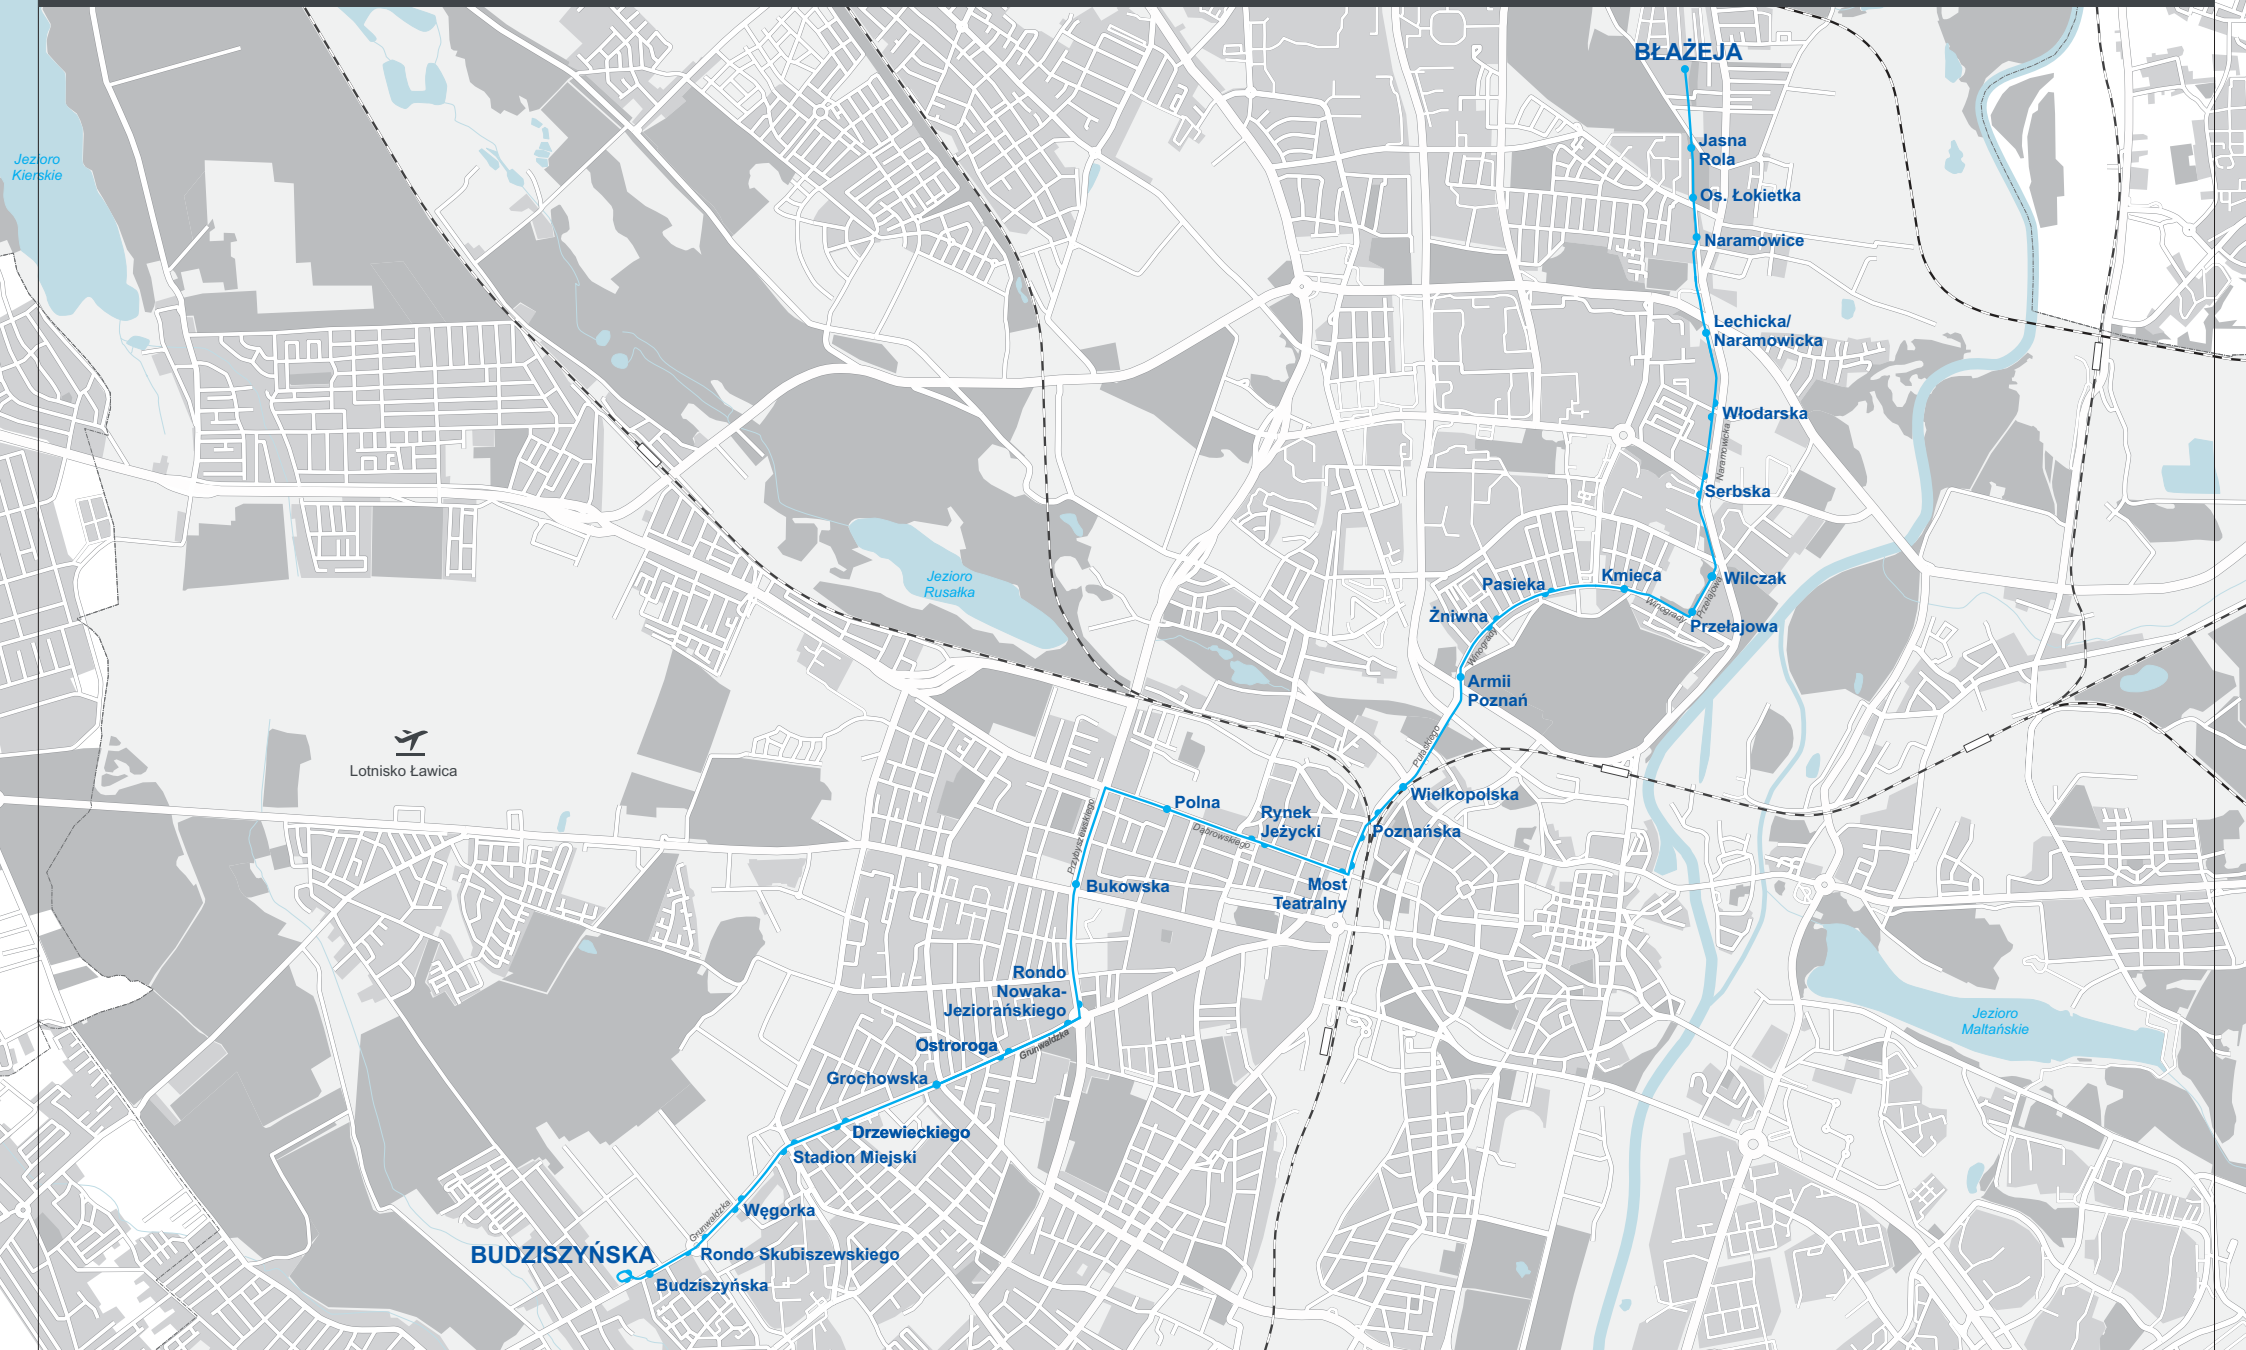 BŁAŻEJA
Jezioro
Kierskie
Jasna
Rola
Os. Łokietka
Naramowice
Lechicka/
Naramowicka
Włodarska
Naramowicka
Serbska
Jezioro
Rusałka
Pasieka
Kmieca
Wilczak
Przełajowa
Winogrady
Żniwna
Przełajowa
Winogrady
Armii
Poznań
Pułaskiego
Lotnisko Ławica
Wielkopolska
Polna
Rynek
Jeżycki
Poznańska
Dąbrowskiego
Przybyszewskiego
Bukowska
Most
Teatralny
Rondo
Nowaka-
Jeziorańskiego
Jezioro
Maltańskie
Ostroroga
Grunwaldzka
Grochowska
Drzewieckiego
Stadion Miejski
Węgorka
Grunwaldzka
BUDZISZYŃSKA
Rondo Skubiszewskiego
Budziszyńska